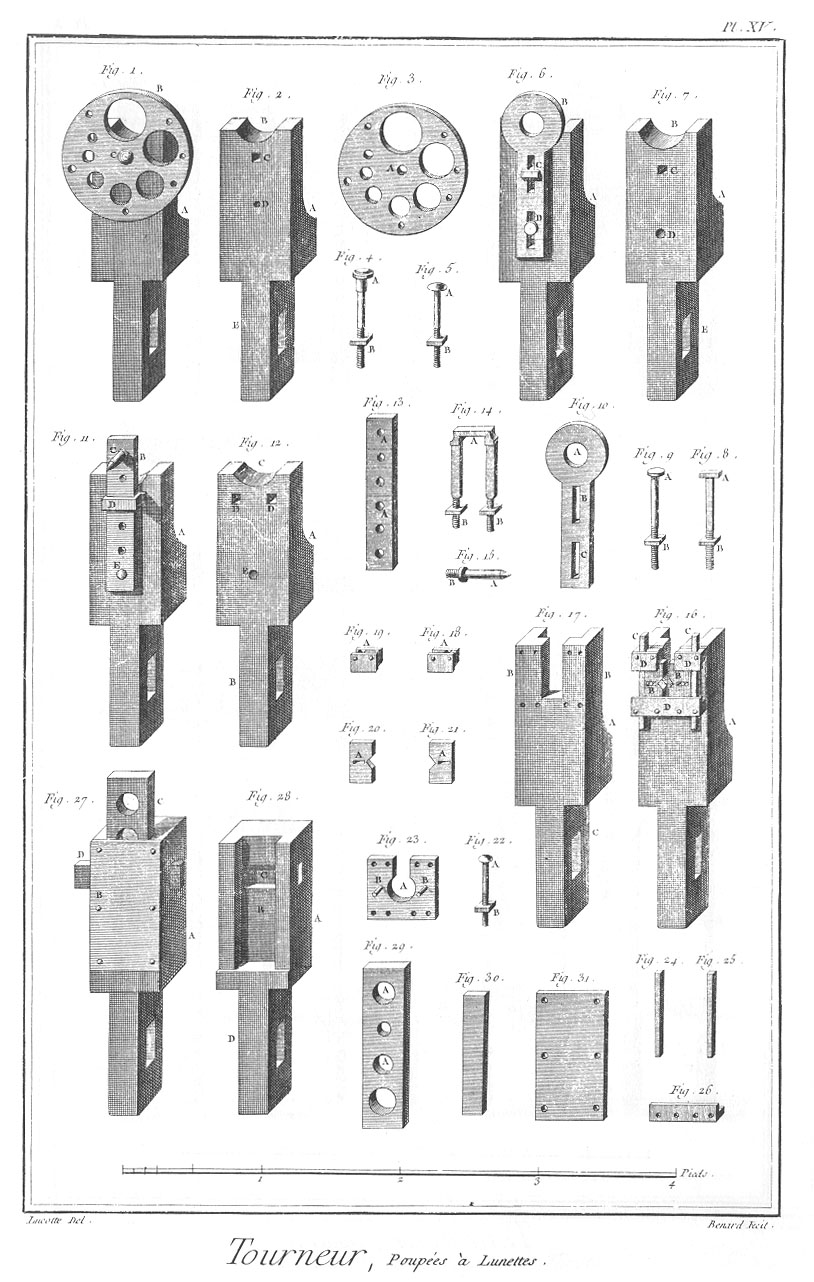 Pl. XV.
Fig. 1.
B
C
A
Fig. 2.
B
C
D
A
E
Fig. 3.
A
Fig. 6.
B
C
D
A
Fig. 7.
B
C
D
A
E
Fig. 4.
A
B
Fig. 5.
A
B
Fig. 11.
C
B
D
E
A
Fig. 12.
C
D D
E
A
B
Fig. 13.
A
A
Fig. 14.
A
B B
Fig. 15.
B A
Fig. 10.
A
B
C
Fig. 9
A
B
Fig. 8.
A
B
Fig. 19.
A
Fig. 18.
A
Fig. 17.
B B
A
C
Fig. 16.
C C
D D
B B
D
A
Fig. 20.
A
Fig. 21.
A
Fig. 27.
C
D
B
A
Fig. 28.
C
B
A
D
Fig. 23.
B A B
Fig. 22.
A
B
Fig. 29.
A
A
Fig. 30.
Fig. 31.
Fig. 24.
Fig. 25.
Fig. 26.
1 2 3 4 Pieds.
Lucotte Del.
Benard Fecit.
Tourneur, Poupées à Lunettes.